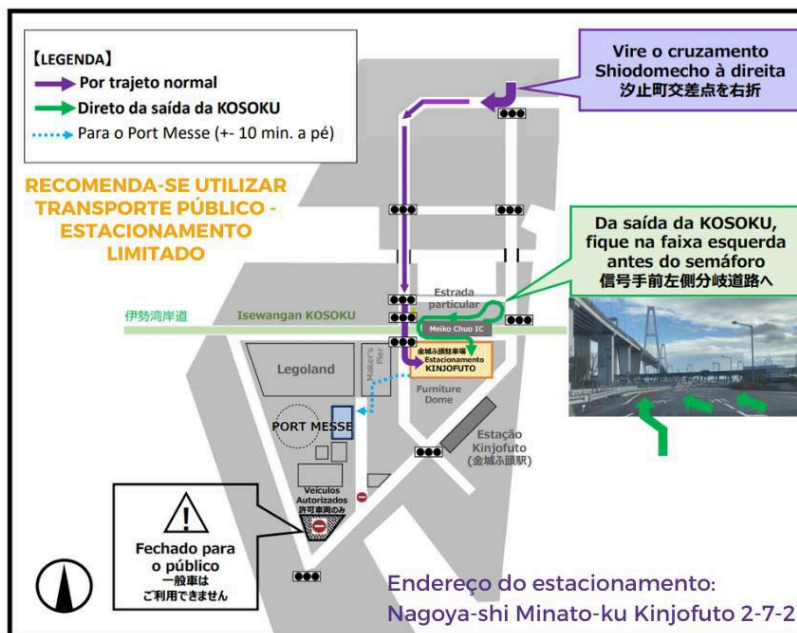 【LEGENDA】
Por trajeto normal
Direto da saída da KOSOKU
Para o Port Messe (+- 10 min. a pé)
RECOMENDA-SE UTILIZAR
TRANSPORTE PÚBLICO -
ESTACIONAMENTO
LIMITADO
Vire o cruzamento
Shiodomecho à direita
汐止町交差点を右折
Da saída da KOSOKU,
fique na faixa esquerda
antes do semáforo
信号手前左側分岐道路へ
Estrada
particular
伊勢湾岸道
Isewangan KOSOKU
Meiko Chuo IC
金城ふ頭駐車場
Estacionamento
KINJOFUTO
Legoland
Maker's
Pier
Furniture
Dome
PORT MESSE
Estação
Kinjofuto
(金城ふ頭駅)
Veículos
Autorizados
許可車両のみ
Fechado para
o público
一般車は
ご利用できません
Endereço do estacionamento:
Nagoya-shi Minato-ku Kinjofuto 2-7-2